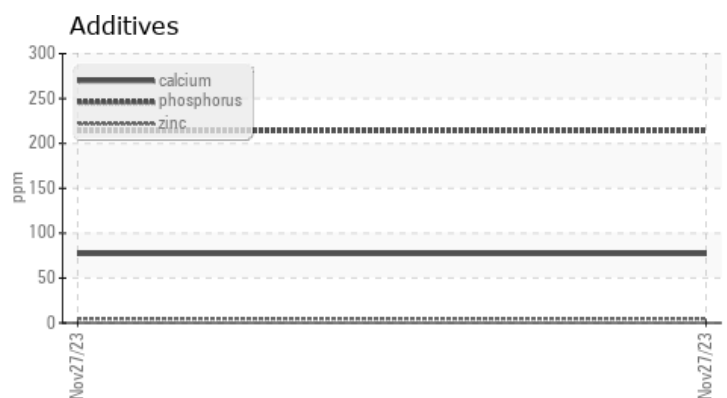 Additives
300
250
200
150
100
50
0
ppm
calcium
phosphorus
zinc
Nov27/23
Nov27/23